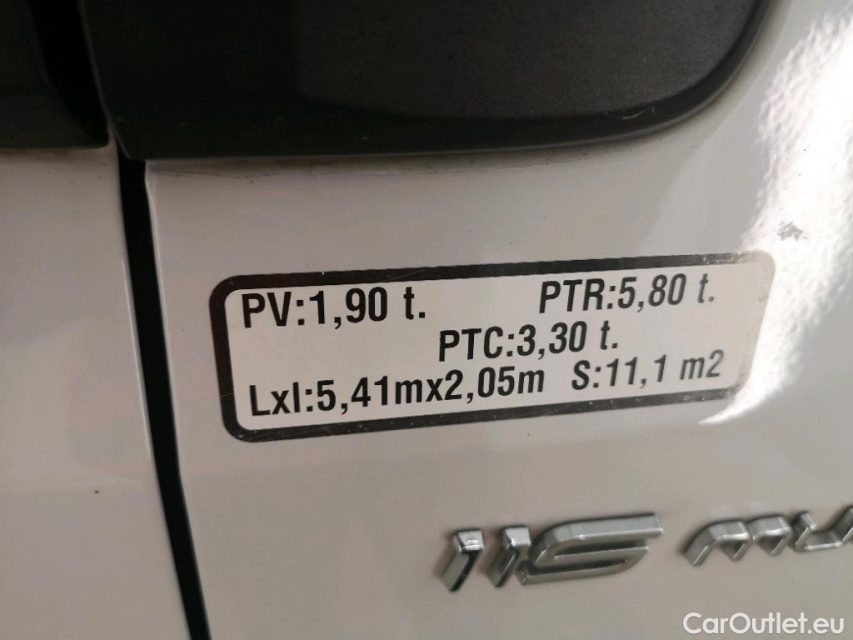 PV:1,90 t. PTR:5,80 t.
PTC:3,30 t.
Lxl:5,41mx2,05m S:11,1 m2
CarOutlet.eu